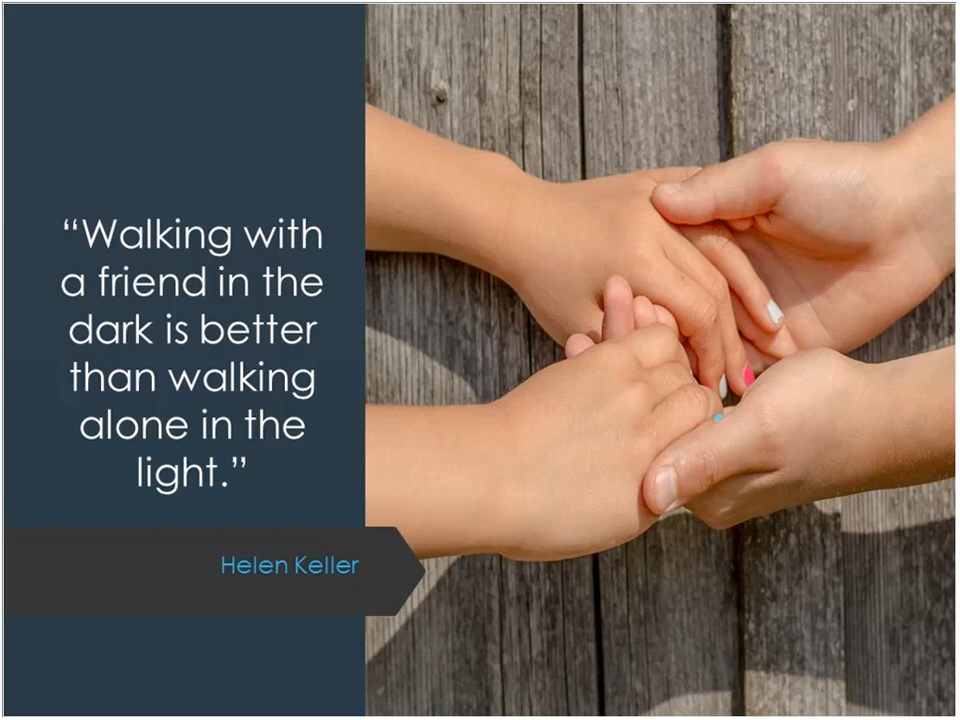 “Walking with
a friend in the
dark is better
than walking
alone in the
light.”
Helen Keller